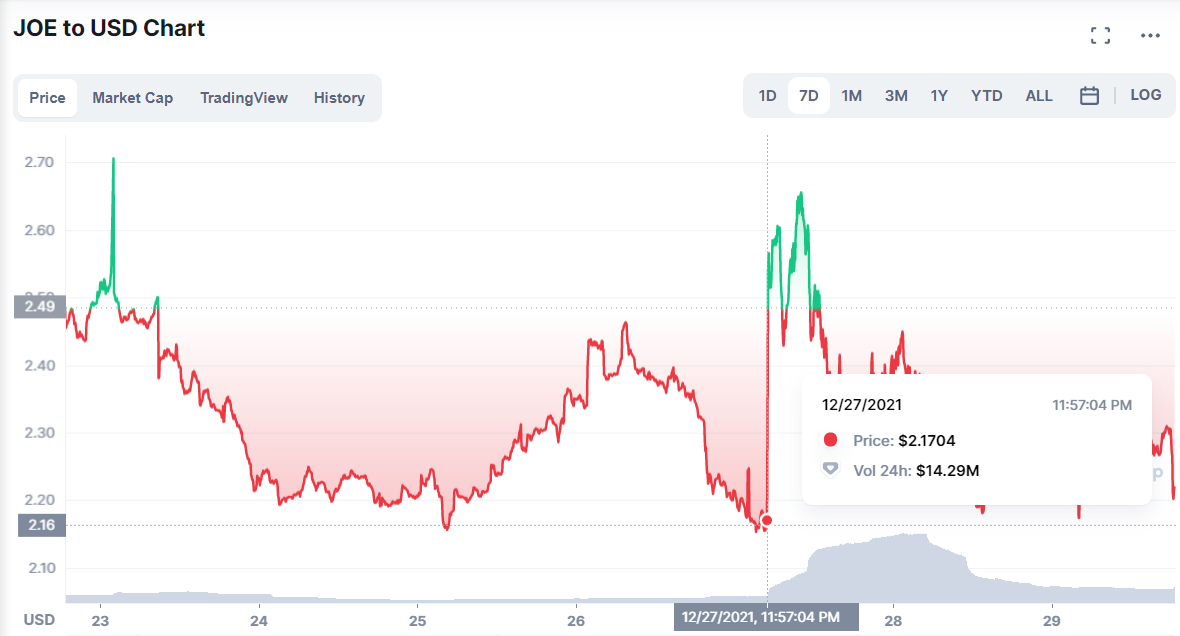 JOE to USD Chart
Price Market Cap TradingView History
1D 7D 1M 3M 1Y YTD ALL LOG
2.70
2.60
2.49
2.40
12/27/2021 11:57:04 PM
2.30
Price: $2.1704
Vol 24h: $14.29M
2.20
2.16
2.10
USD 23 24 25 26 12/27/2021, 11:57:04 PM 28 29